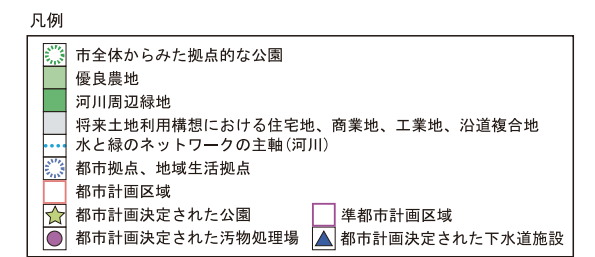 凡例
市全体からみた拠点的な公園
優良農地
河川周辺緑地
将来土地利用構想における住宅地、商業地、工業地、沿道複合地
水と緑のネットワークの主軸(河川)
都市拠点、地域生活拠点
都市計画区域
都市計画決定された公園
準都市計画区域
都市計画決定された汚物処理場
都市計画決定された下水道施設